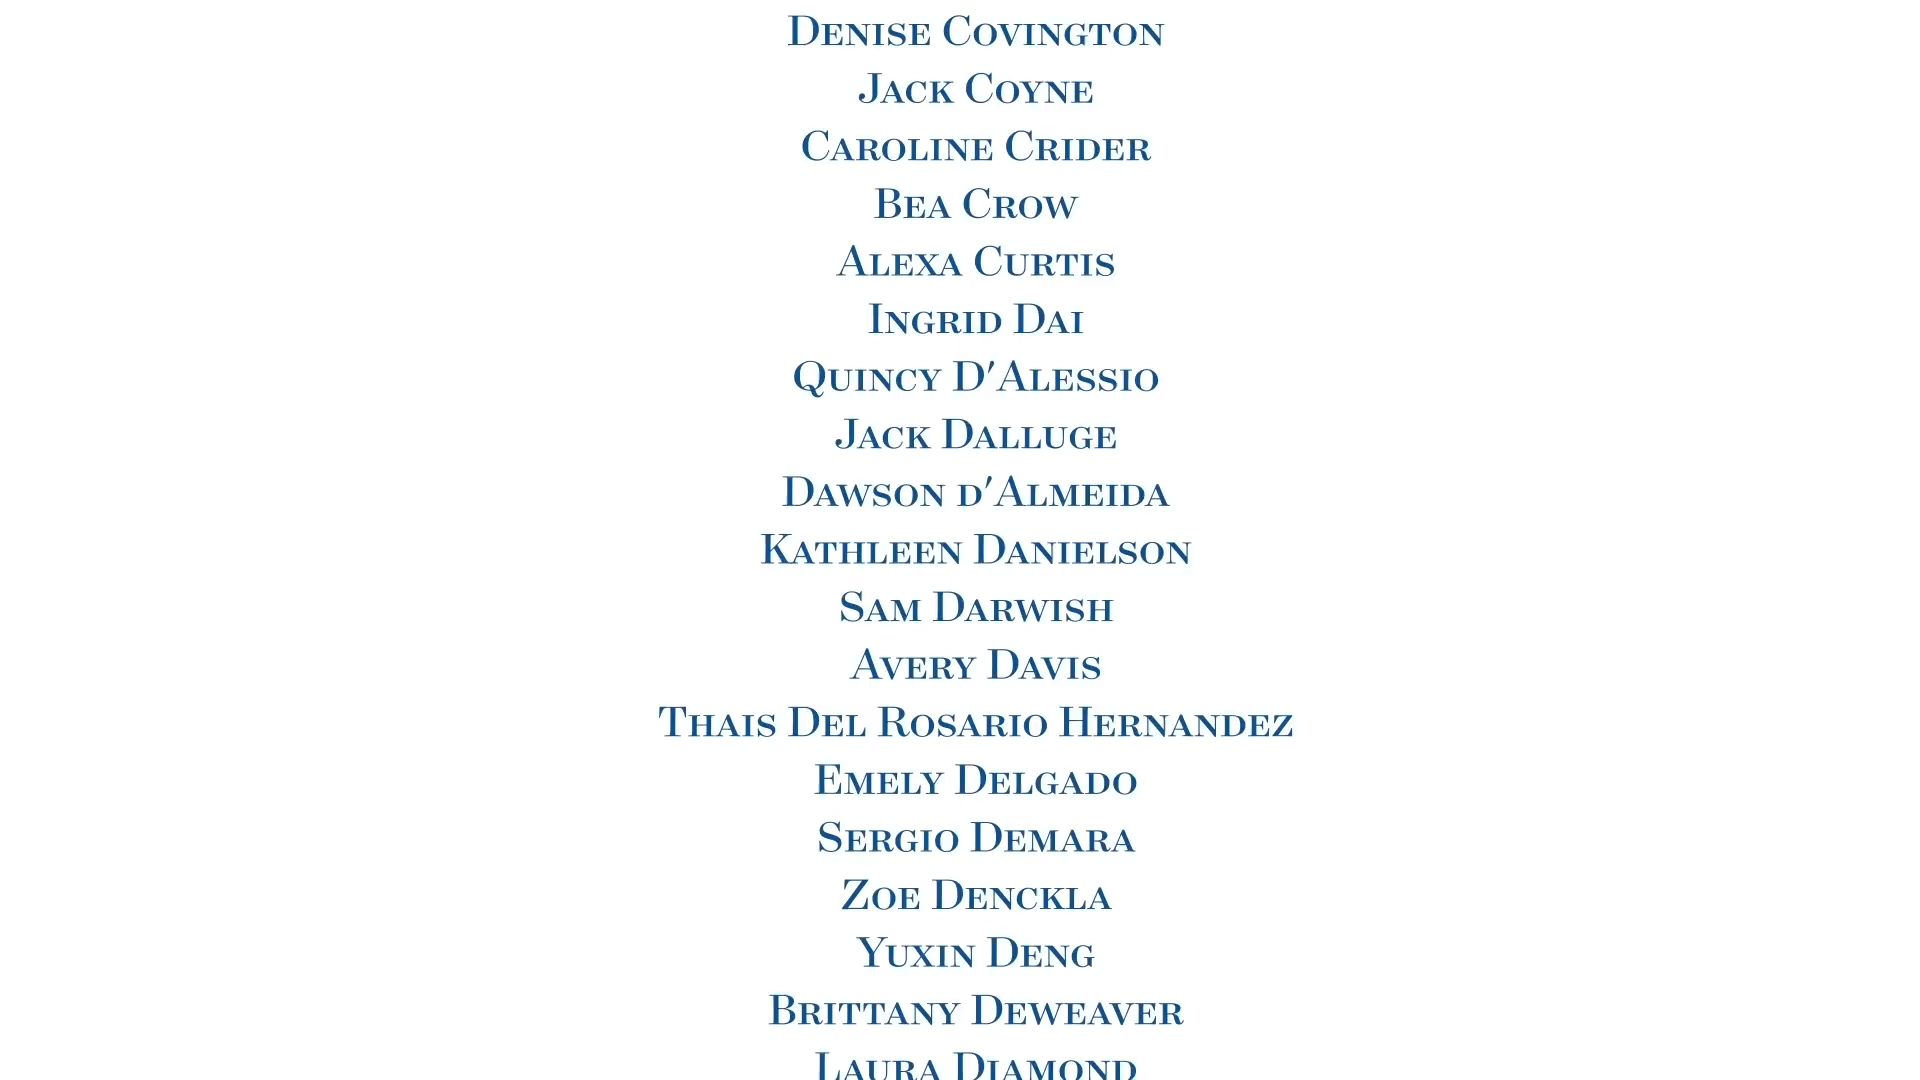 Denise Covington
Jack Coyne
Caroline Crider
Bea Crow
Alexa Curtis
Ingrid Dai
Quincy D'Alessio
Jack Dalluge
Dawson d'Almeida
Kathleen Danielson
Sam Darwish
Avery Davis
Thais Del Rosario Hernandez
Emely Delgado
Sergio Demara
Zoe Denckla
Yuxin Deng
Brittany Deweaver
Laura Diamond